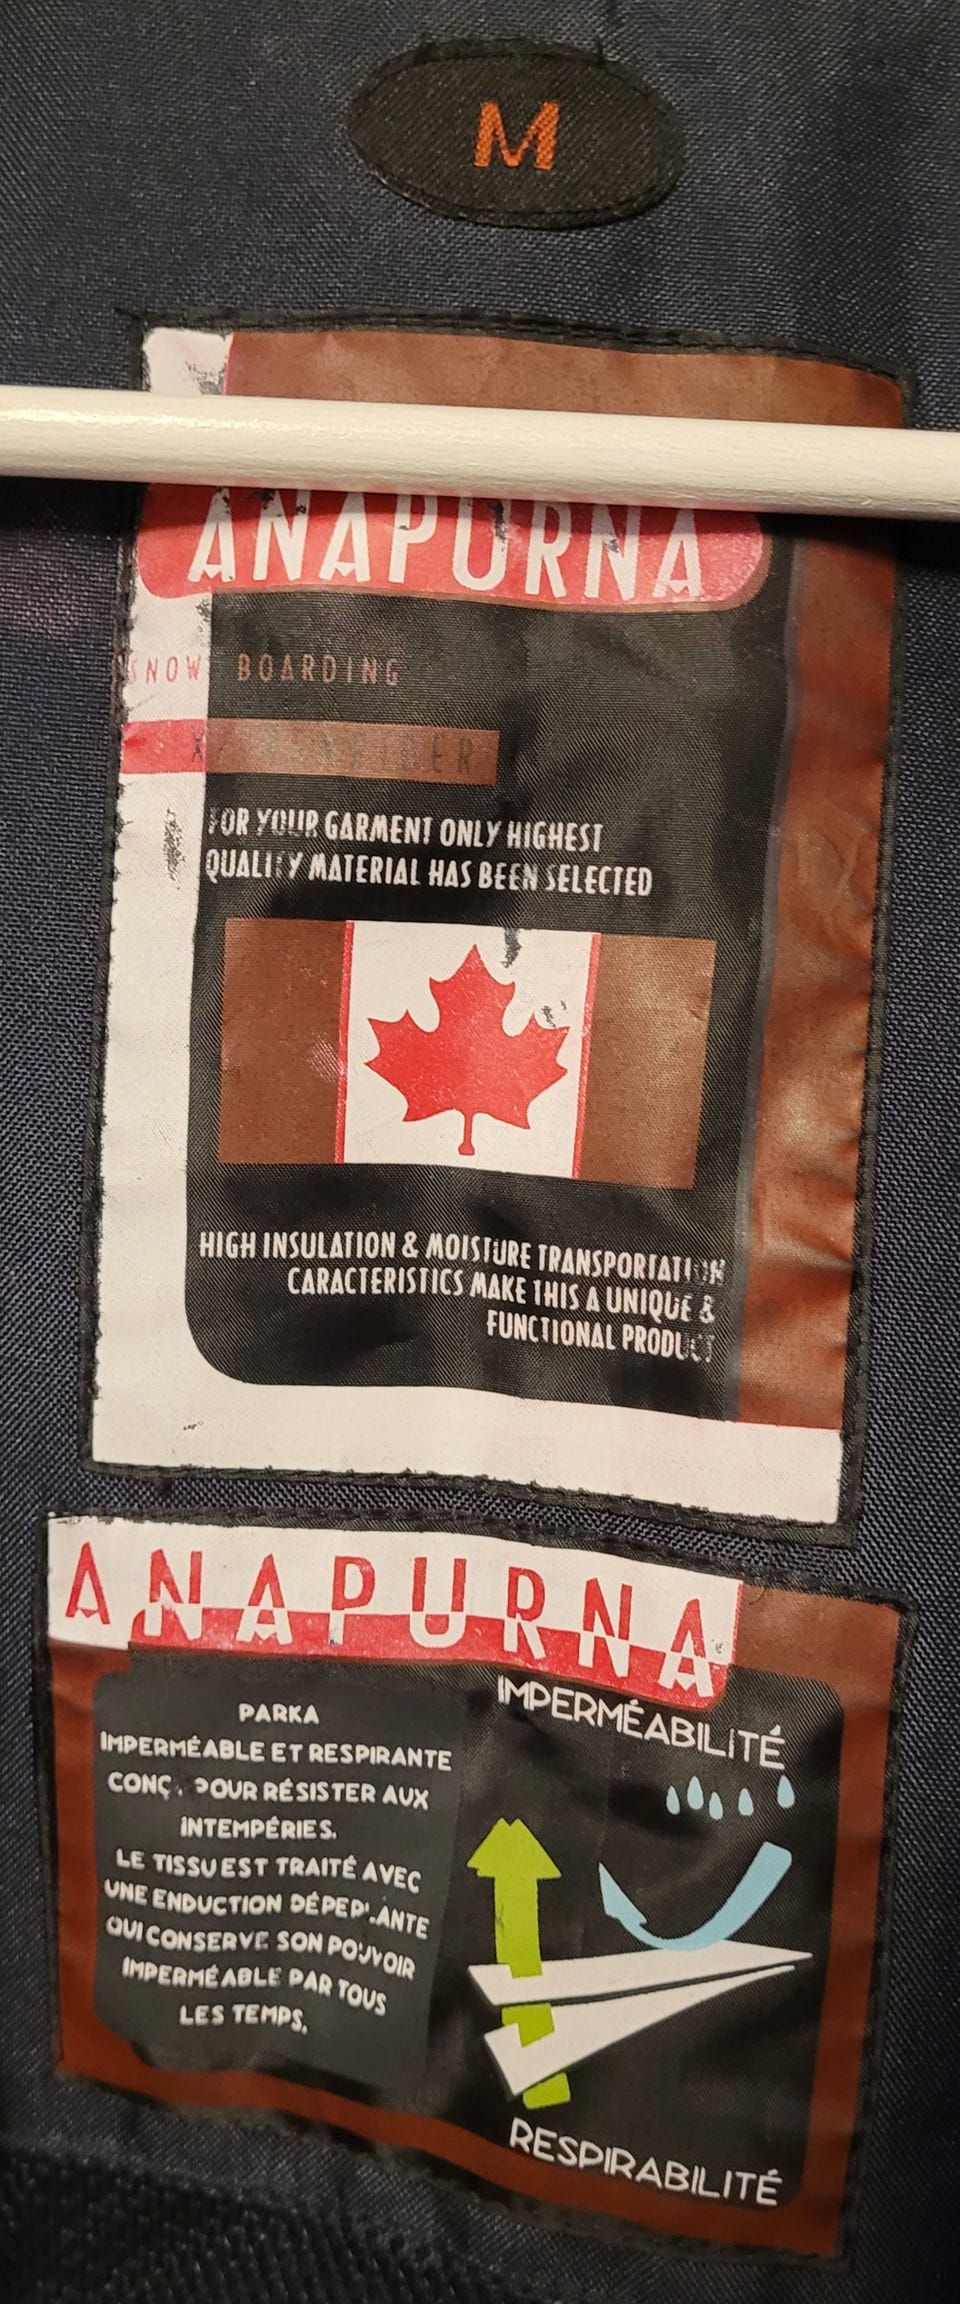 M
ANAPURNA
SNOW BOARDING
FOR YOUR GARMENT ONLY HIGHEST
QUALITY MATERIAL HAS BEEN SELECTED
HIGH INSULATION & MOISTURE TRANSPORTATION
CARACTERISTICS MAKE THIS A UNIQUE &
FUNCTIONAL PRODUCT
ANAPURNA
PARKA
IMPERMÉABLE ET RESPIRANTE
POUR RÉSISTER AUX
INTEMPÉRIES.
LE TISSU EST TRAITÉ AVEC
UNE ENDUCTION
QUI CONSERVE SON POUVOIR
IMPERMÉABLE PAR TOUS
LES TEMPS.
IMPERMÉABILITÉ
RESPIRABILITÉ